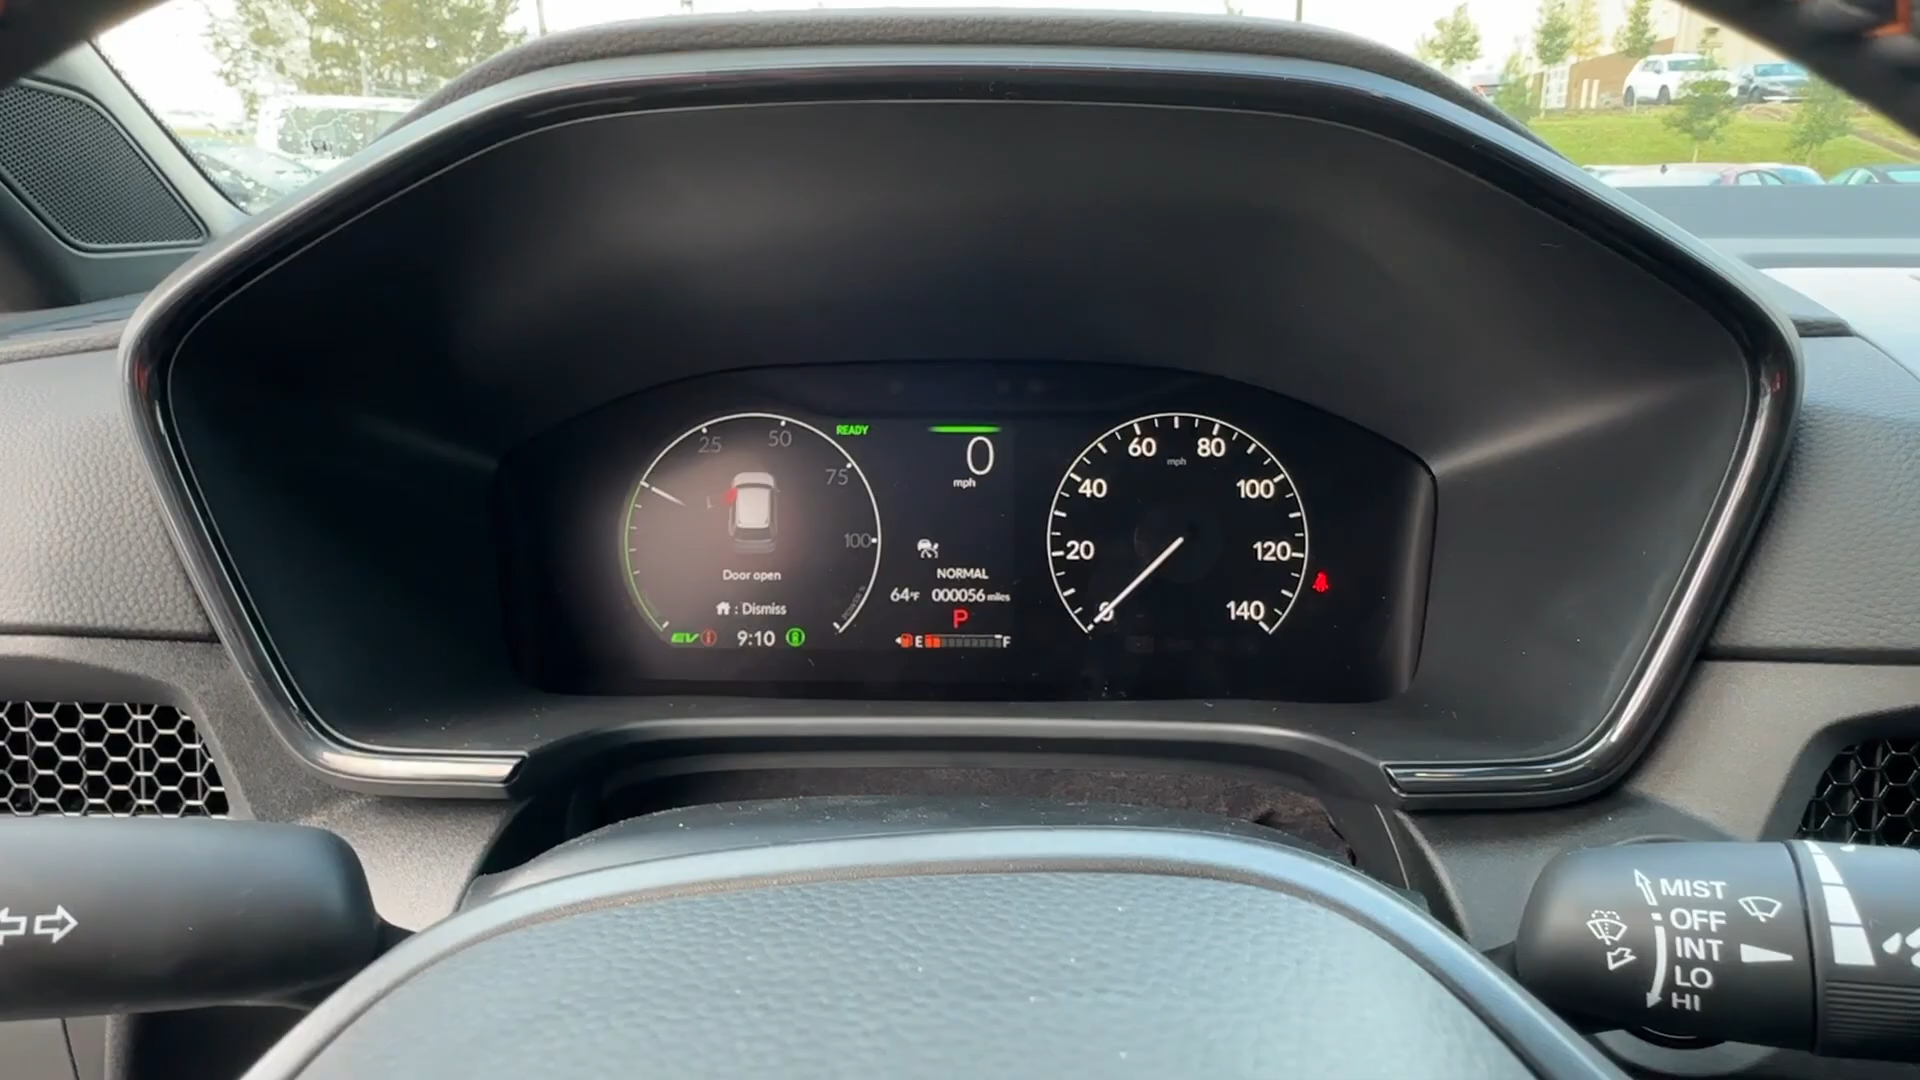 25
50
75
100
POWER %
READY
0
mph
Door open
: Dismiss
EV
9:10
NORMAL
64°F 000056 miles
P
E F
0
20
40
60
80
100
120
140
mph
MIST
OFF
INT
LO
HI